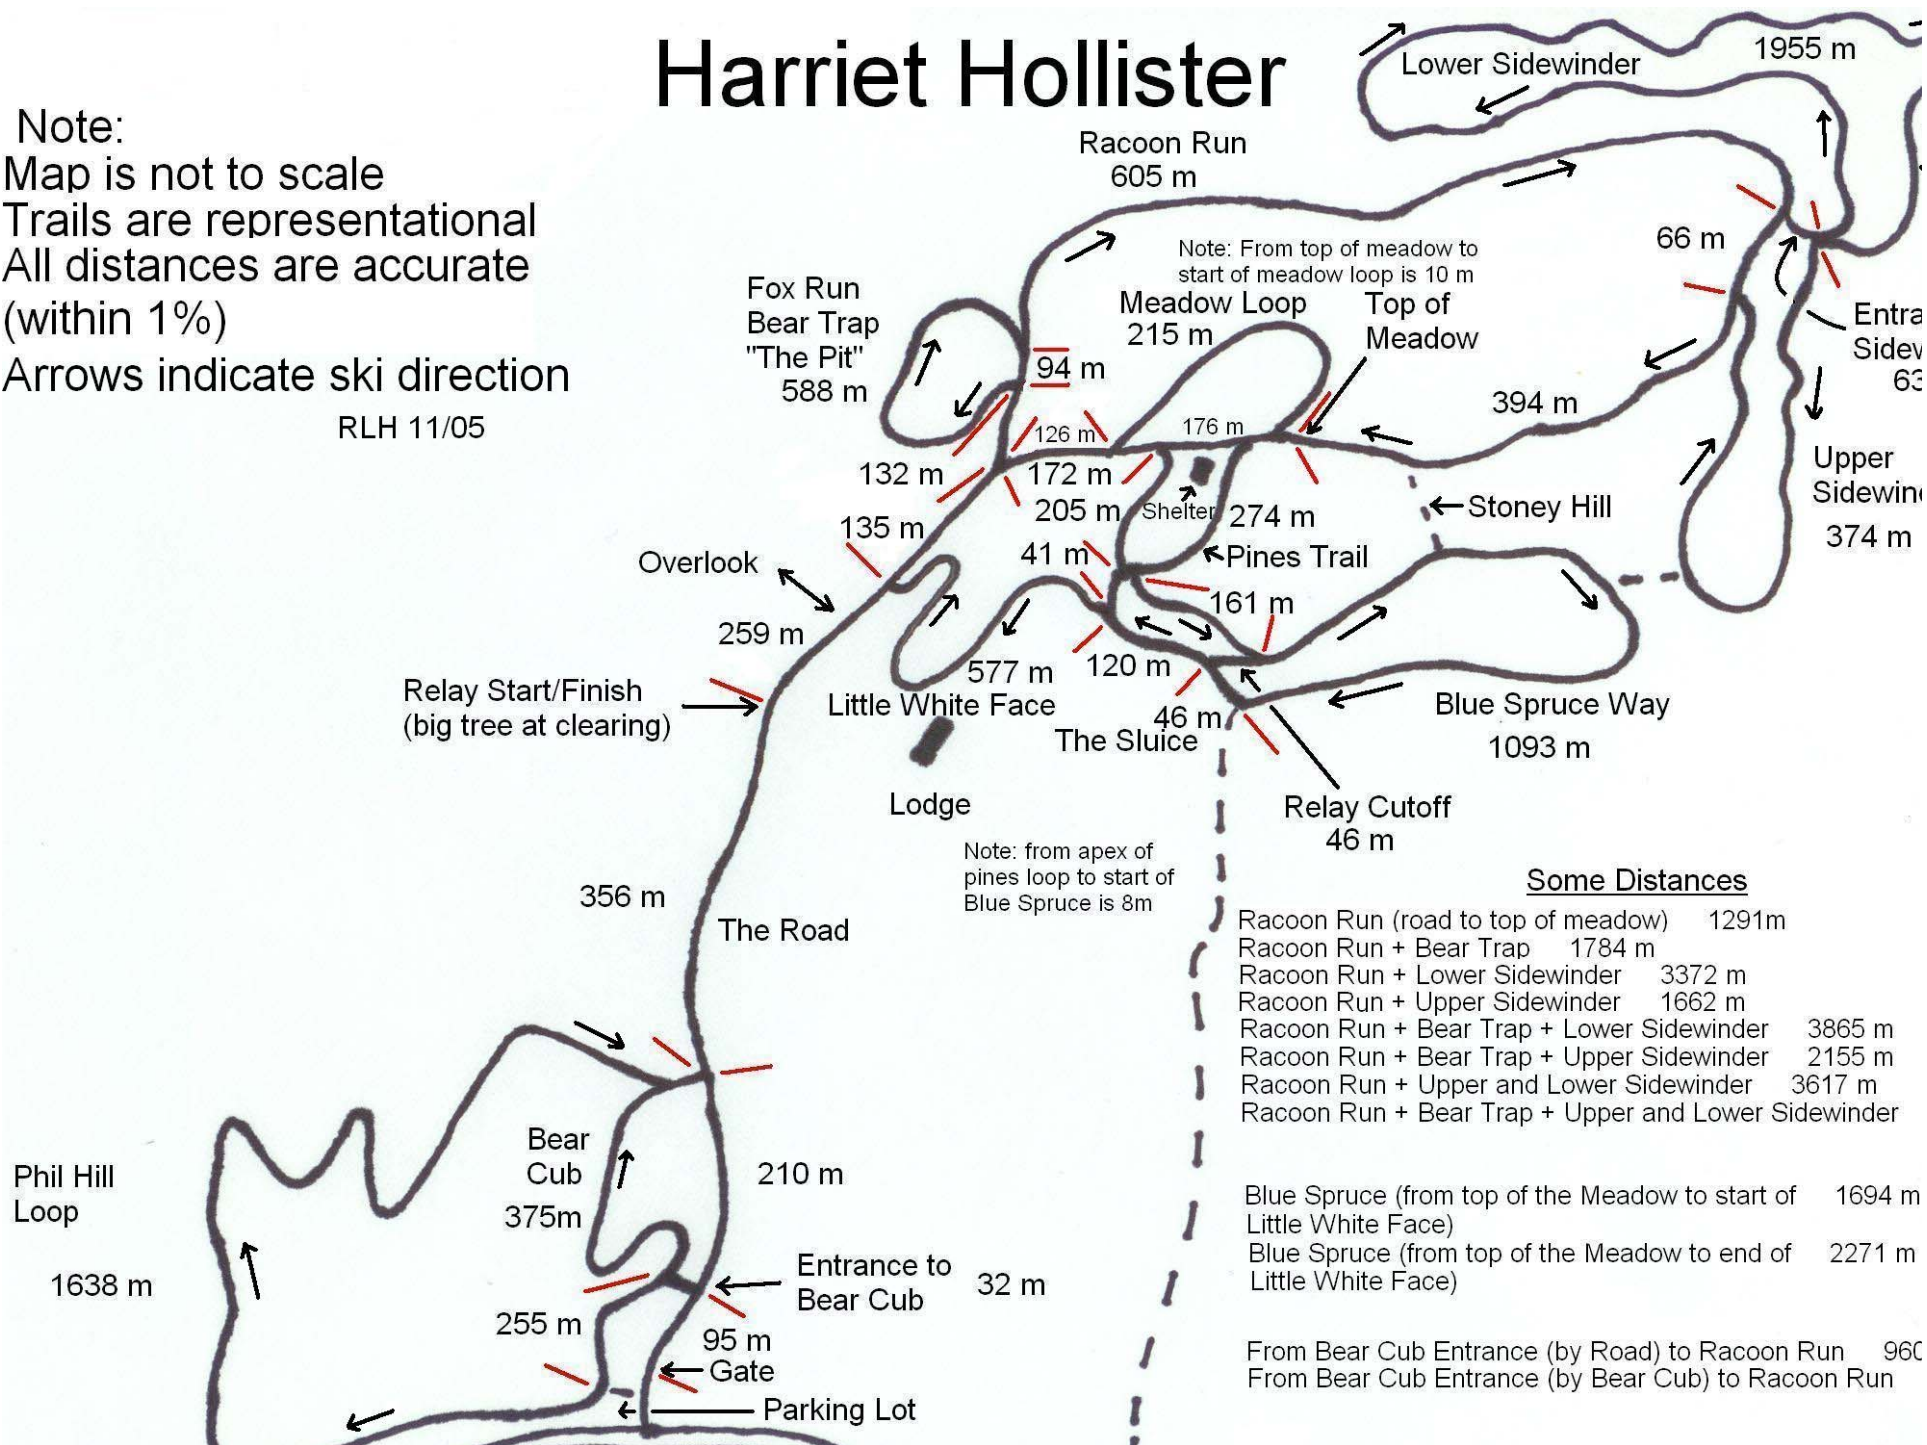 Harriet Hollister
Note:
Map is not to scale
Trails are representational
All distances are accurate
(within 1%)
Arrows indicate ski direction
RLH 11/05
Lower Sidewinder
1955 m
Racoon Run
605 m
66 m
Note: From top of meadow to
start of meadow loop is 10 m
Meadow Loop
215 m
Top of
Meadow
Fox Run
Bear Trap
"The Pit"
588 m
94 m
126 m
176 m
394 m
132 m
172 m
205 m
Shelter
274 m
Stoney Hill
Upper
374 m
135 m
41 m
Pines Trail
Overlook
161 m
259 m
577 m
120 m
Little White Face
Relay Start/Finish
(big tree at clearing)
46 m
The Sluice
Blue Spruce Way
1093 m
Lodge
Relay Cutoff
46 m
Note: from apex of
pines loop to start of
Blue Spruce is 8m
356 m
The Road
Some Distances
Racoon Run (road to top of meadow) 1291m
Racoon Run + Bear Trap 1784 m
Racoon Run + Lower Sidewinder 3372 m
Racoon Run + Upper Sidewinder 1662 m
Racoon Run + Bear Trap + Lower Sidewinder 3865 m
Racoon Run + Bear Trap + Upper Sidewinder 2155 m
Racoon Run + Upper and Lower Sidewinder 3617 m
Racoon Run + Bear Trap + Upper and Lower Sidewinder
Blue Spruce (from top of the Meadow to start of 1694 m
Little White Face)
Blue Spruce (from top of the Meadow to end of 2271 m
Little White Face)
From Bear Cub Entrance (by Road) to Racoon Run 960
From Bear Cub Entrance (by Bear Cub) to Racoon Run
Phil Hill
Loop
1638 m
Bear
Cub
375m
210 m
Entrance to
Bear Cub
32 m
255 m
95 m
Gate
Parking Lot